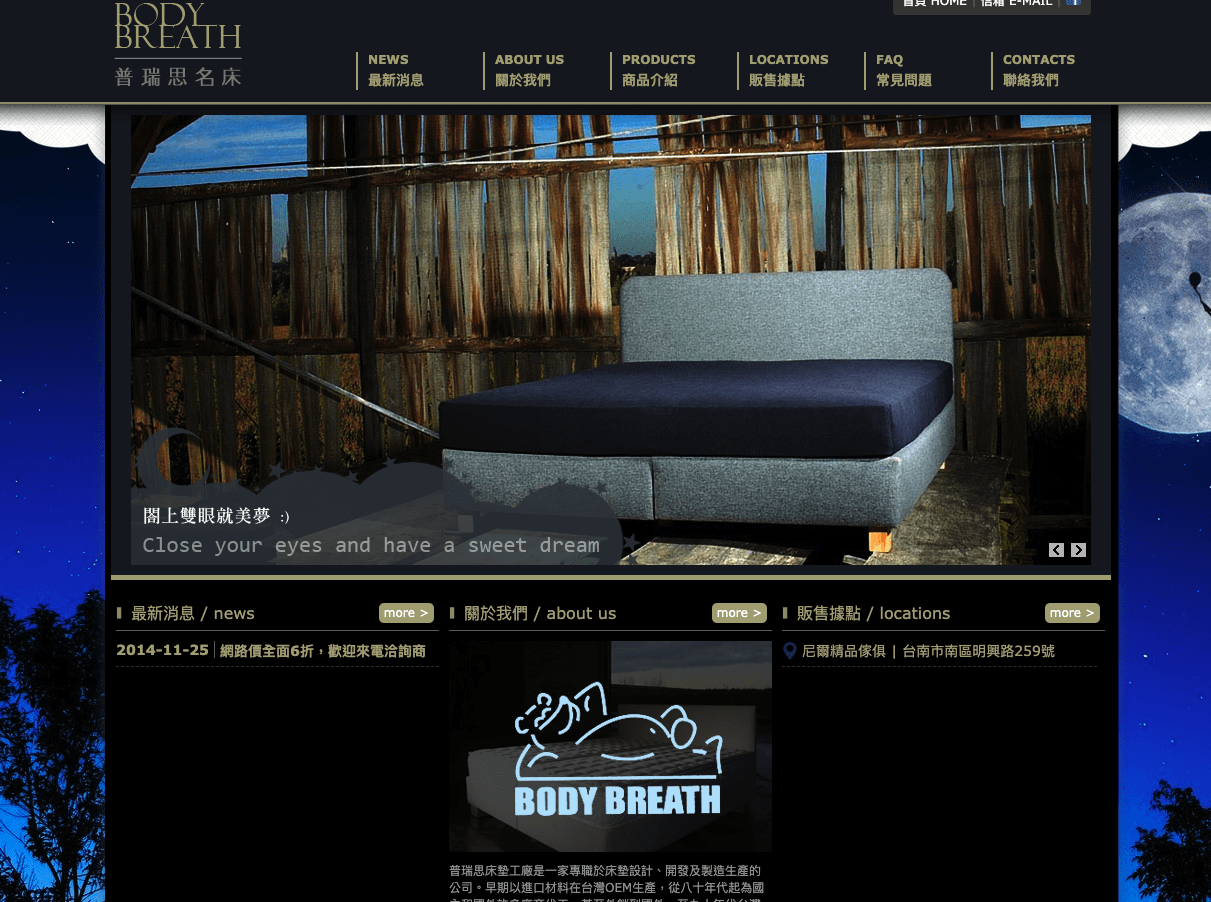 首頁 HOME | 信箱 E-MAIL |
BODY
BREATH
普瑞思名床
NEWS
最新消息
ABOUT US
關於我們
PRODUCTS
商品介紹
LOCATIONS
販售據點
FAQ
常見問題
CONTACTS
聯絡我們
閤上雙眼就美夢 :)
Close your eyes and have a sweet dream
最新消息 / news
more >
2014-11-25 網路價全面6折，歡迎來電洽詢商
關於我們 / about us
more >
BODY BREATH
普瑞思床墊工廠是一家專職於床墊設計、開發及製造生產的
公司。早期以進口材料在台灣OEM生產，從八十年代起為國
販售據點 / locations
more >
尼爾精品傢俱 | 台南市南區明興路259號